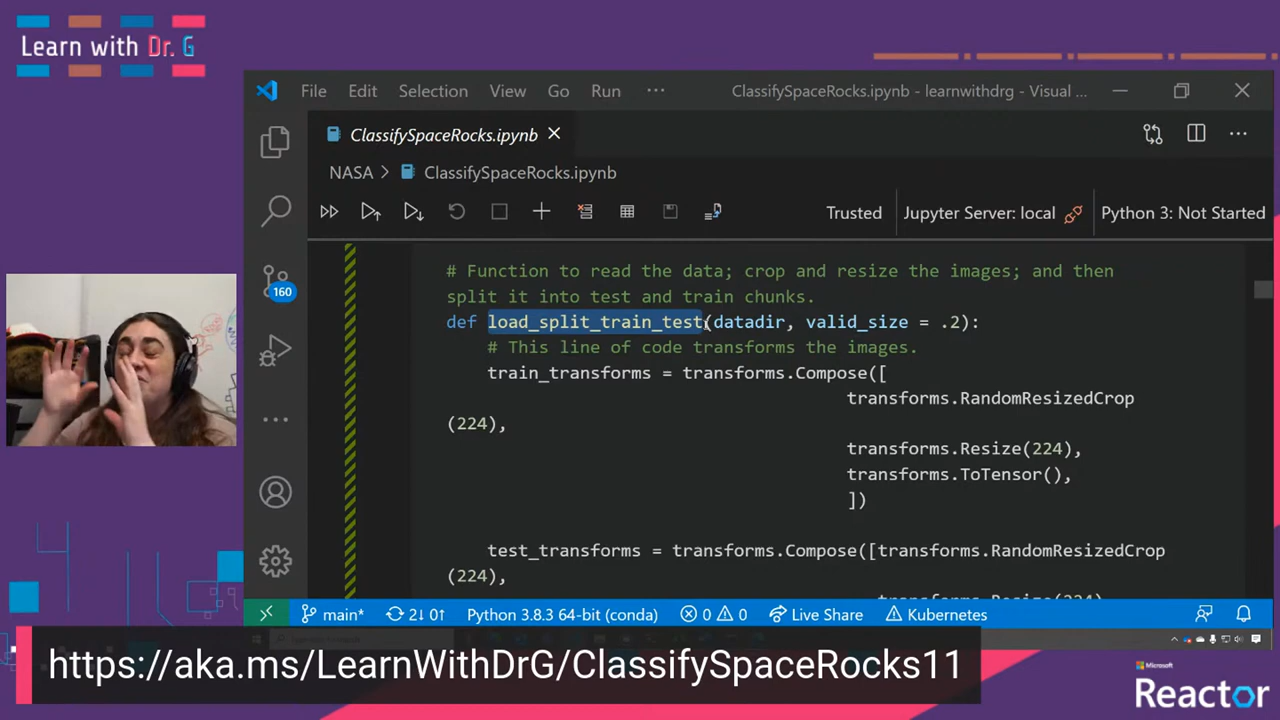 Learn with Dr. G
File Edit Selection View Go Run ··· ClassifySpaceRocks.ipynb - learnwithdrg - Visual ...
ClassifySpaceRocks.ipynb
NASA > ClassifySpaceRocks.ipynb
Trusted Jupyter Server: local Python 3: Not Started
# Function to read the data; crop and resize the images; and then
split it into test and train chunks.
def load_split_train_test(datadir, valid_size = .2):
# This line of code transforms the images.
train_transforms = transforms.Compose([
transforms.RandomResizedCrop
(224),
transforms.Resize(224),
transforms.ToTensor(),
])
test_transforms = transforms.Compose([transforms.RandomResizedCrop
(224),
transforms.Resize(224)
160
main* 2↓ 0↑ Python 3.8.3 64-bit (conda) 0 0 Live Share Kubernetes
https://aka.ms/LearnWithDrG/ClassifySpaceRocks11
Microsoft
Reactor